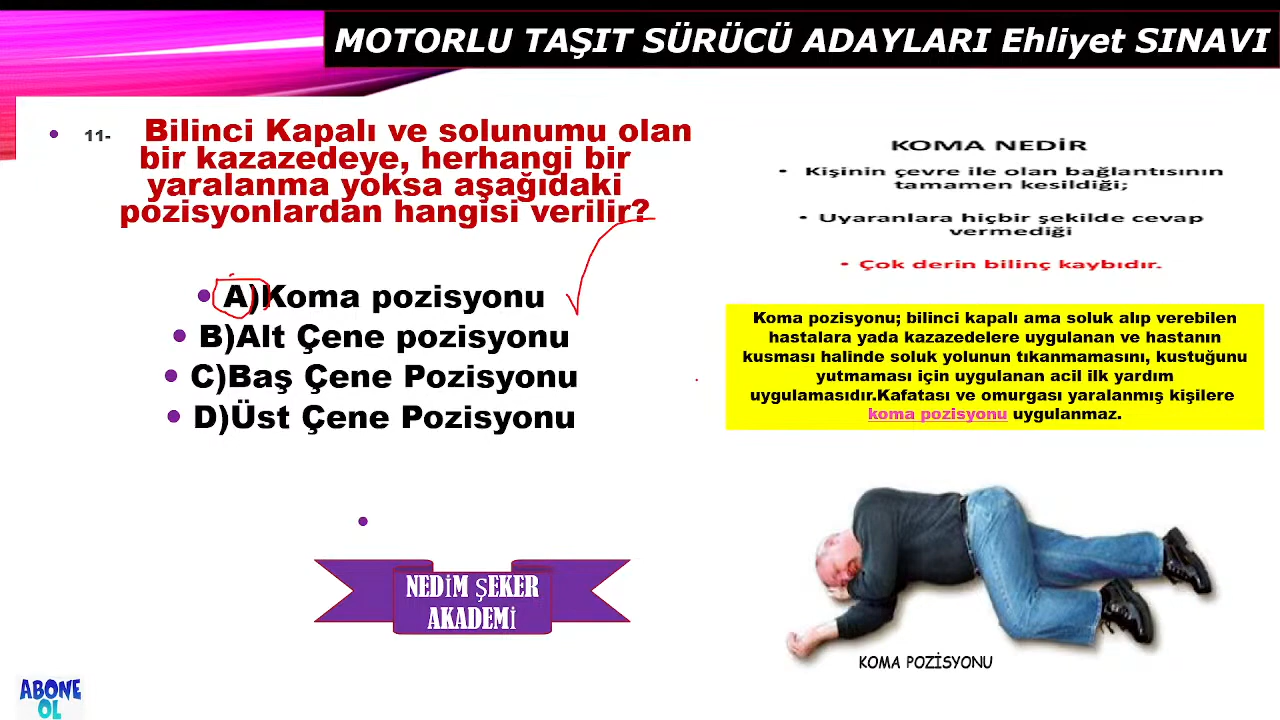 MOTORLU TAŞIT SÜRÜCÜ ADAYLARI Ehliyet SINAVI
11- Bilinci Kapalı ve solunumu olan
bir kazazedeye, herhangi bir
yaralanma yoksa aşağıdaki
pozisyonlardan hangisi verilir?
A)Koma pozisyonu
B)Alt Çene pozisyonu
C)Baş Çene Pozisyonu
D)Üst Çene Pozisyonu
NEDİM ŞEKER
AKADEMİ
ABONE
OL
KOMA NEDİR
• Kişinin çevre ile olan bağlantısının
tamamen kesildiği;
• Uyaranlara hiçbir şekilde cevap
vermediği
• Çok derin bilinç kaybıdır.
Koma pozisyonu; bilinci kapalı ama soluk alıp verebilen
hastalara yada kazazedelere uygulanan ve hastanın
kusması halinde soluk yolunun tıkanmamasını, kustuğunu
yutmaması için uygulanan acil ilk yardım
uygulamasıdır.Kafatası ve omurgası yaralanmış kişilere
koma pozisyonu uygulanmaz.
KOMA POZİSYONU